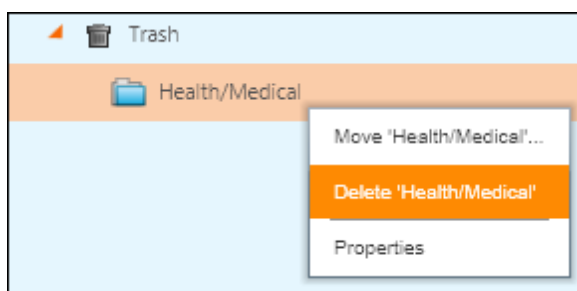 Trash
Health/Medical
Move 'Health/Medical'...
Delete 'Health/Medical'
Properties